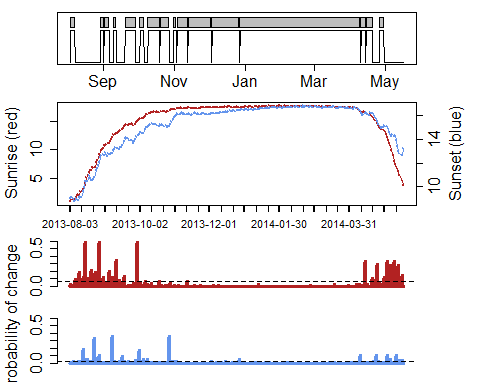 Sep Nov Jan Mar May
Sunrise (red)
5 10
Sunset (blue)
10 14
2013-08-03 2013-10-02 2013-12-01 2014-01-30 2014-03-31
0.0 0.5
robability of change
0.0 0.5